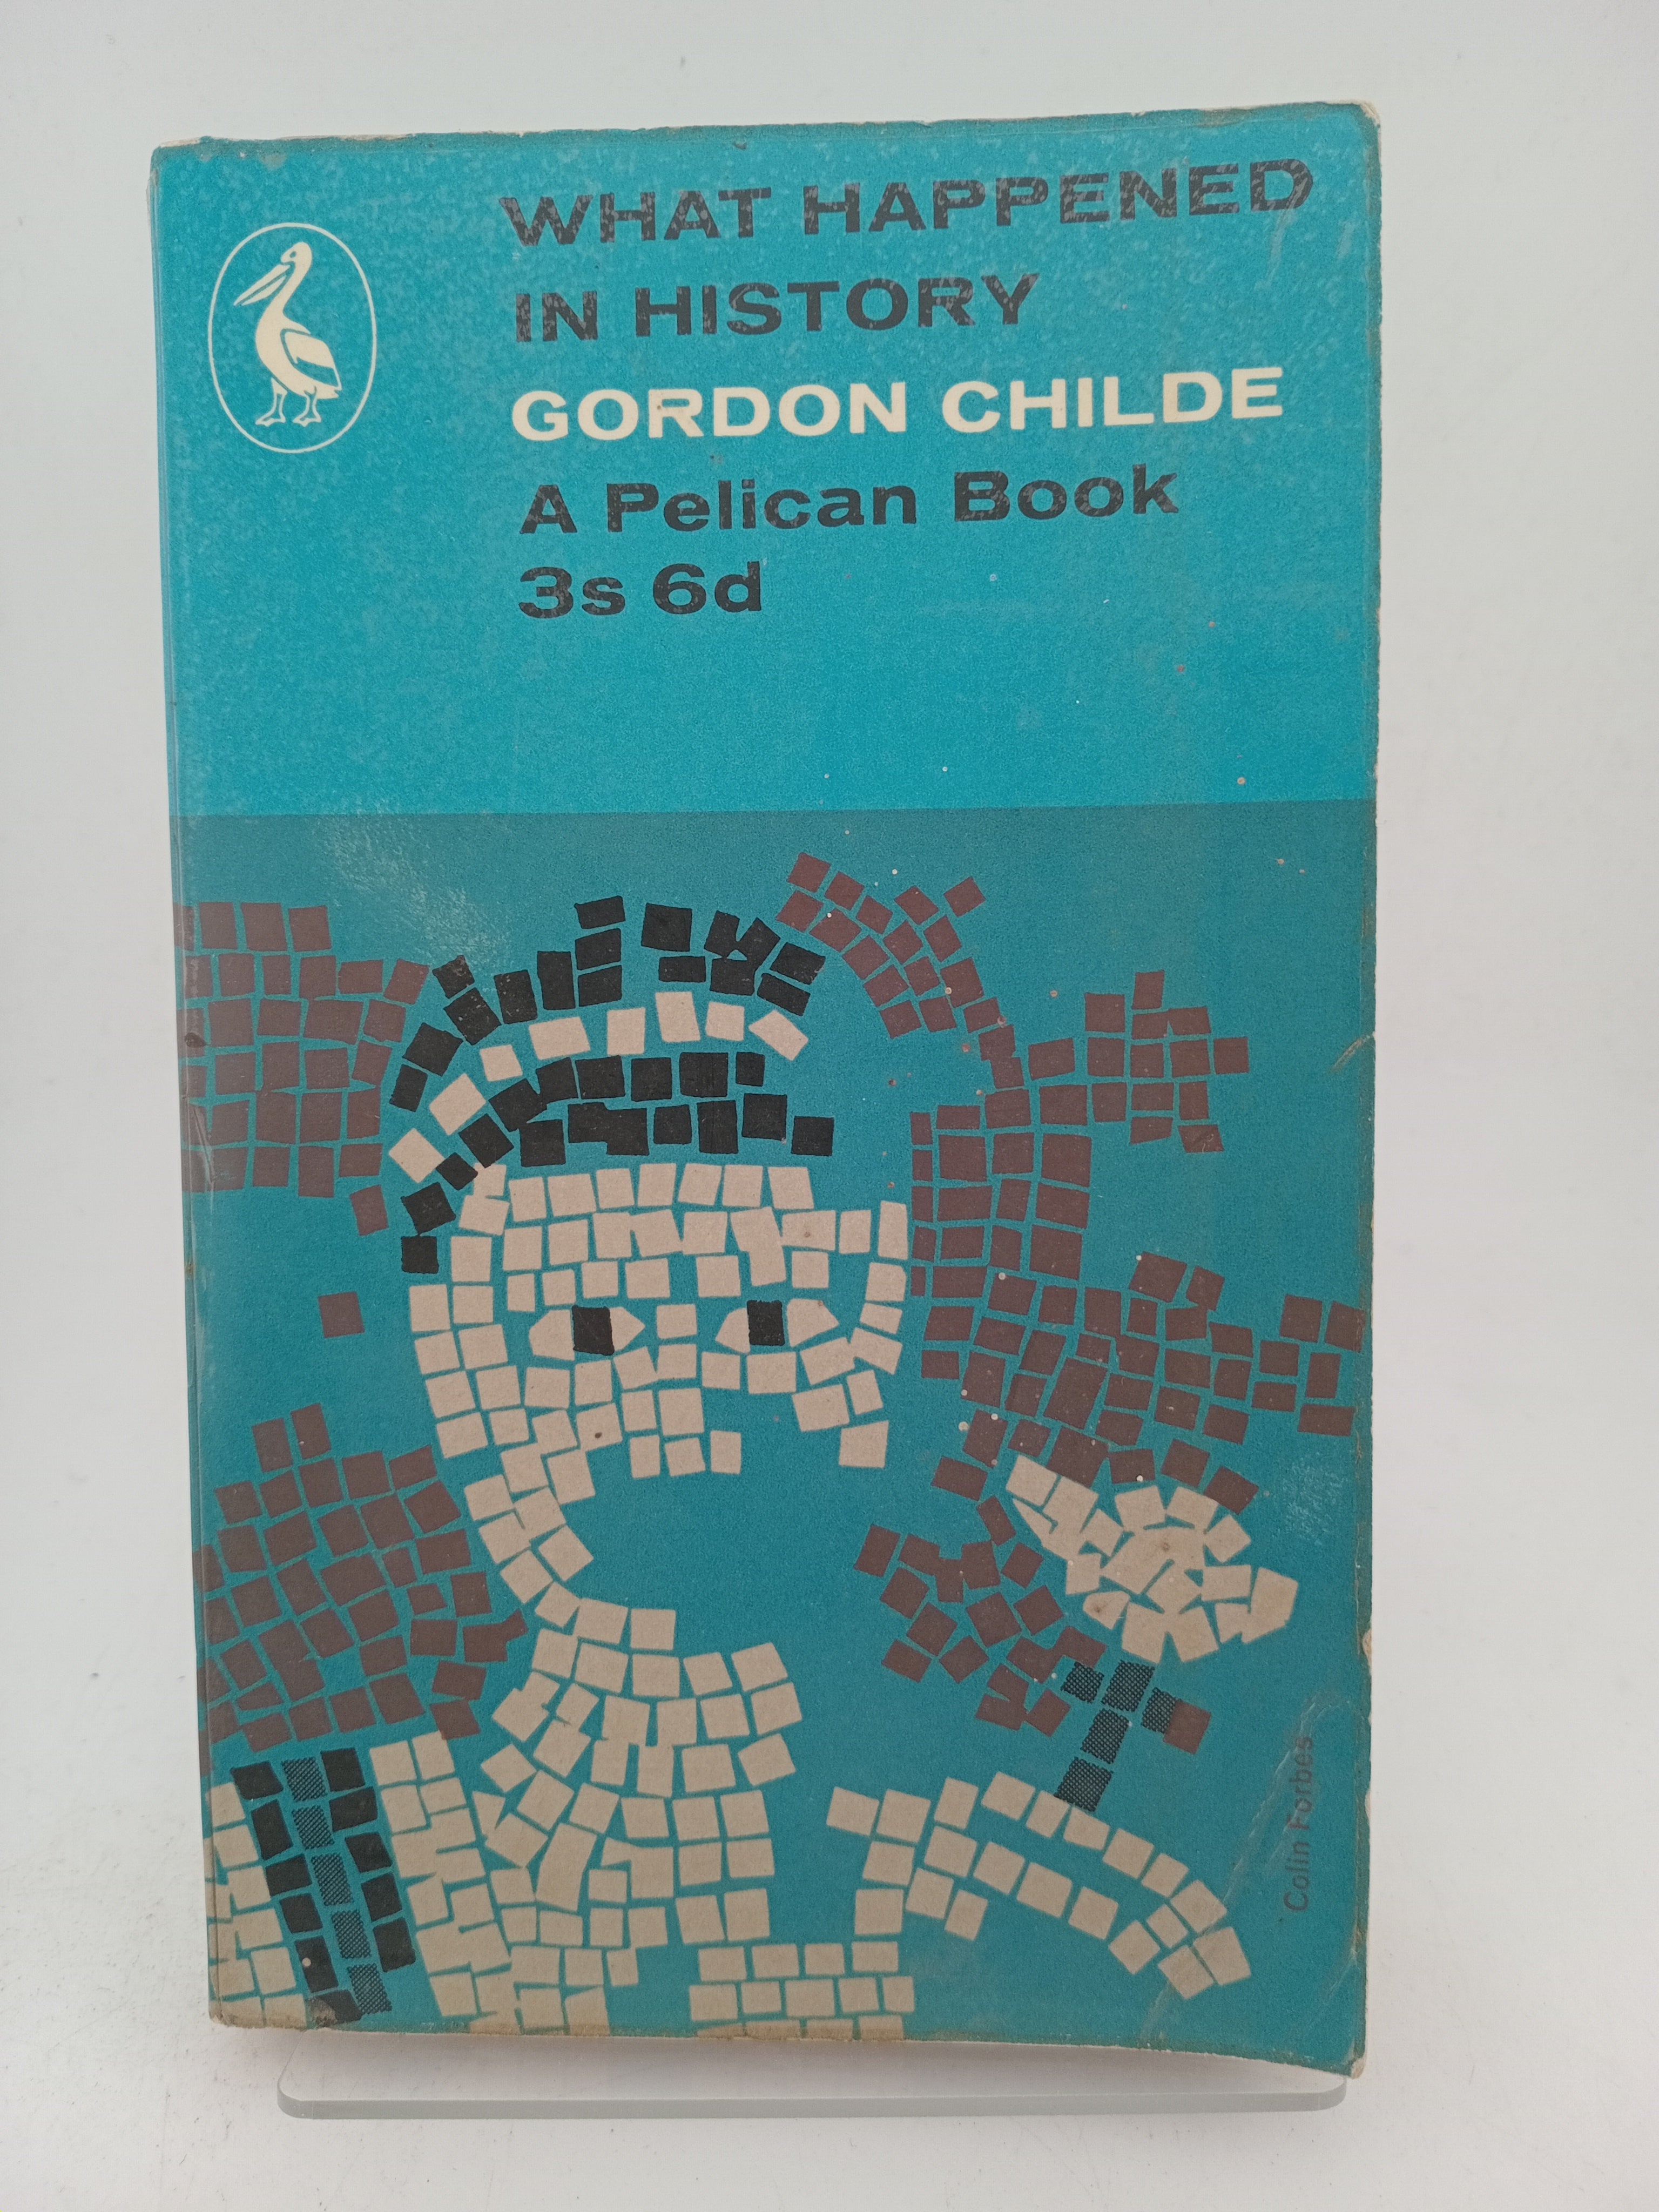 WHAT HAPPENED
IN HISTORY
GORDON CHILDE
A Pelican Book
3s 6d
Colin Forbes